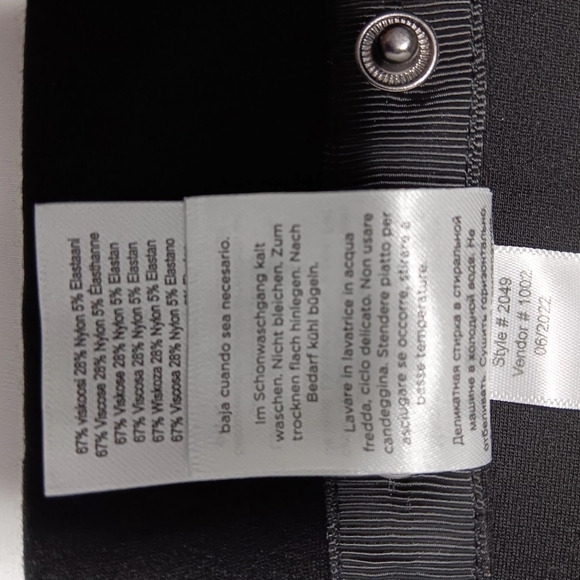 67% viskoosi 28% Nylon 5% Elastaani
67% Viscose 28% Nylon 5% Elasthanne
67% Viskose 28% Nylon 5% Elastan
67% Viscosa 28% Nylon 5% Elastan
67% Wiskoza 28% Nylon 5% Elastan
67% Viscosa 28% Nylon 5% Elastano
baja cuando sea necesario.
Im Schonwaschgang kalt
waschen. Nicht bleichen. Zum
trocknen flach hinlegen. Nach
Bedarf kühl bügeln.
Lavare in lavatrice in acqua
fredda, ciclo delicato. Non usare
candeggina. Stendere piatto per
asciugare se occorre, stirare a
basse temperature.
Деликатная стирка в стиральной
машине в холодной воде. Не
отбеливать. Сушить горизонтально.
Style # 2049
Vendor # 1002
06/2022